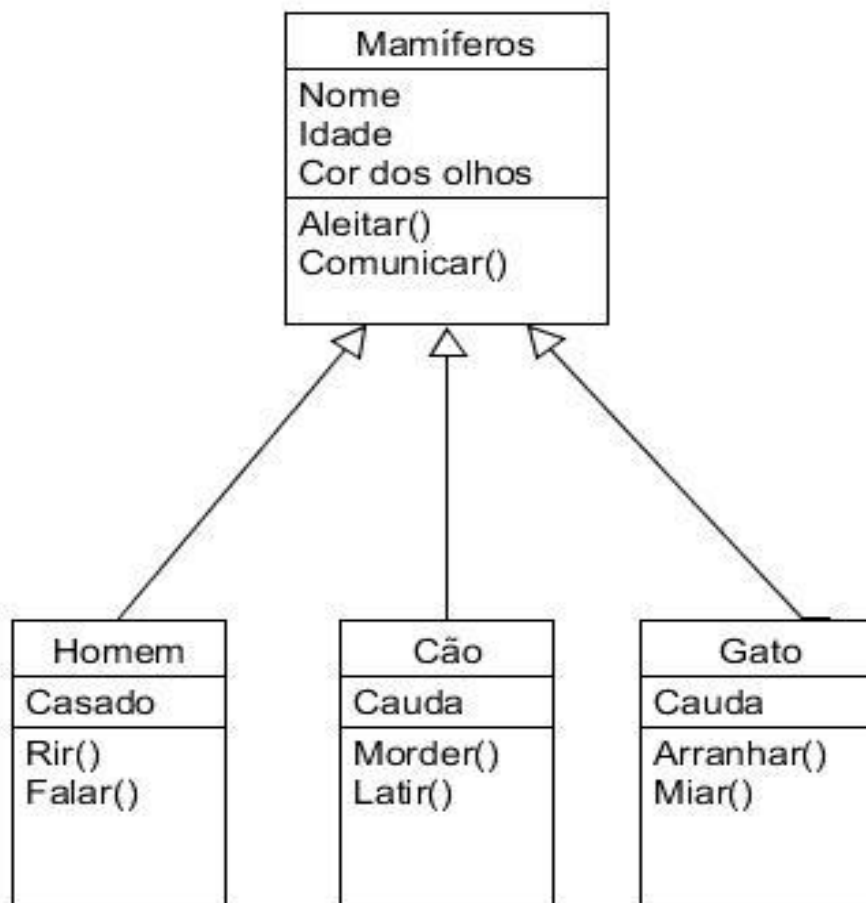 Mamíferos
Nome
Idade
Cor dos olhos
Aleitar()
Comunicar()
Homem
Casado
Rir()
Falar()
Cão
Cauda
Morder()
Latir()
Gato
Cauda
Arranhar()
Miar()